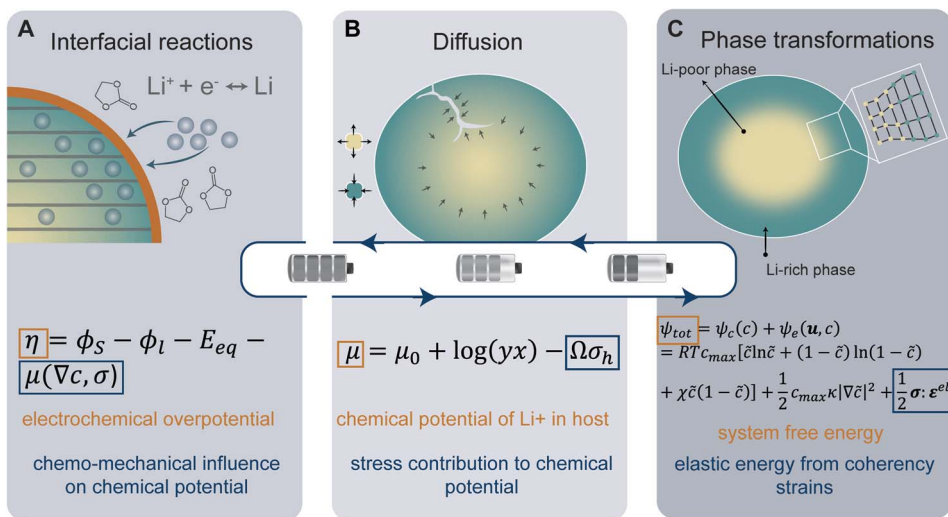 A
Interfacial reactions
Li⁺ + e⁻ ↔ Li
η = ϕ_S − ϕ_l − E_eq −
μ(∇c, σ)
electrochemical overpotential
chemo-mechanical influence
on chemical potential
B
Diffusion
μ = μ₀ + log(yx) − Ωσ_h
chemical potential of Li+ in host
stress contribution to chemical
potential
C
Phase transformations
Li-poor phase
Li-rich phase
ψ_tot = ψ_c(c) + ψ_e(u, c)
= RTc_max[c̃lnc̃ + (1 − c̃) ln(1 − c̃)
+ χc̃(1 − c̃)] + 1/2 c_max κ|∇c̃|² + 1/2 σ: ε^el
system free energy
elastic energy from coherency
strains